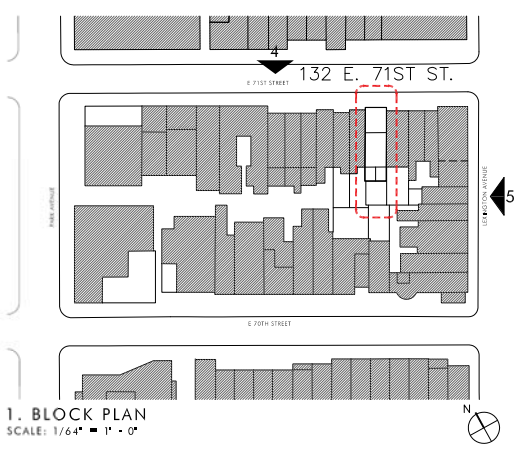 4
132 E. 71ST ST.
E 71ST STREET
PARK AVENUE
LEXINGTON AVENUE
5
E 70TH STREET
1. BLOCK PLAN
SCALE: 1/64" = 1' - 0"
N